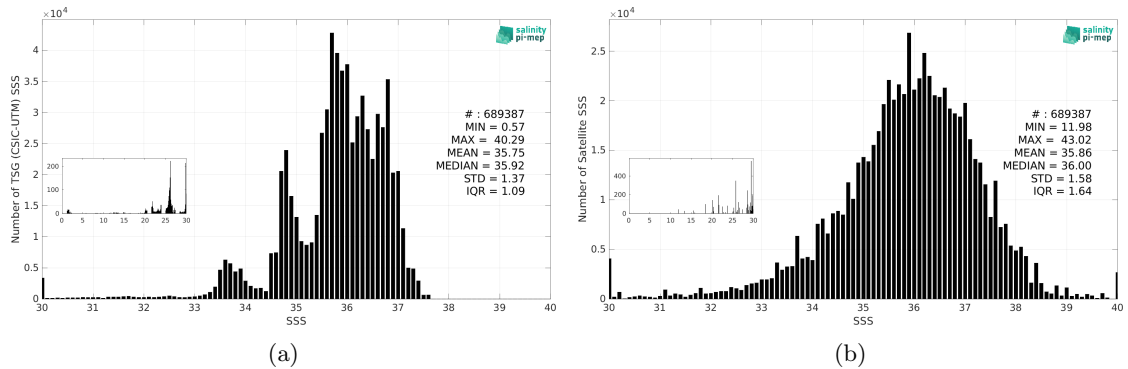 ×10⁴
4
3.5
3
2.5
2
1.5
1
0.5
0
Number of TSG (CSIC-UTM) SSS
salinity
pi-mep
# : 689387
MIN = 0.57
MAX = 40.29
MEAN = 35.75
MEDIAN = 35.92
STD = 1.37
IQR = 1.09
200
100
0
0 5 10 15 20 25 30
30 31 32 33 34 35 36 37 38 39 40
SSS
(a)
×10⁴
2.5
2
1.5
1
0.5
0
Number of Satellite SSS
salinity
pi-mep
# : 689387
MIN = 11.98
MAX = 43.02
MEAN = 35.86
MEDIAN = 36.00
STD = 1.58
IQR = 1.64
400
200
0
0 5 10 15 20 25 30
30 31 32 33 34 35 36 37 38 39 40
SSS
(b)